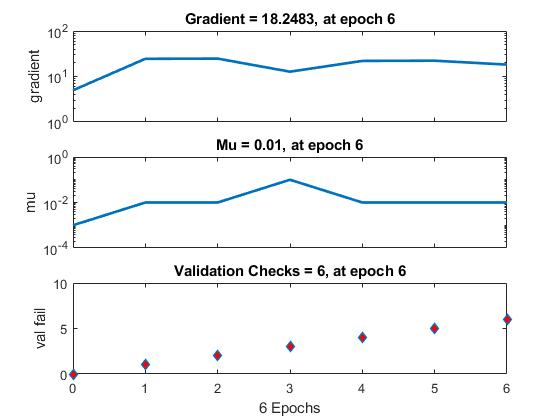 Gradient = 18.2483, at epoch 6
10^2
10^1
10^0
gradient
Mu = 0.01, at epoch 6
10^0
10^-2
10^-4
mu
Validation Checks = 6, at epoch 6
10
5
0
val fail
0 1 2 3 4 5 6
6 Epochs